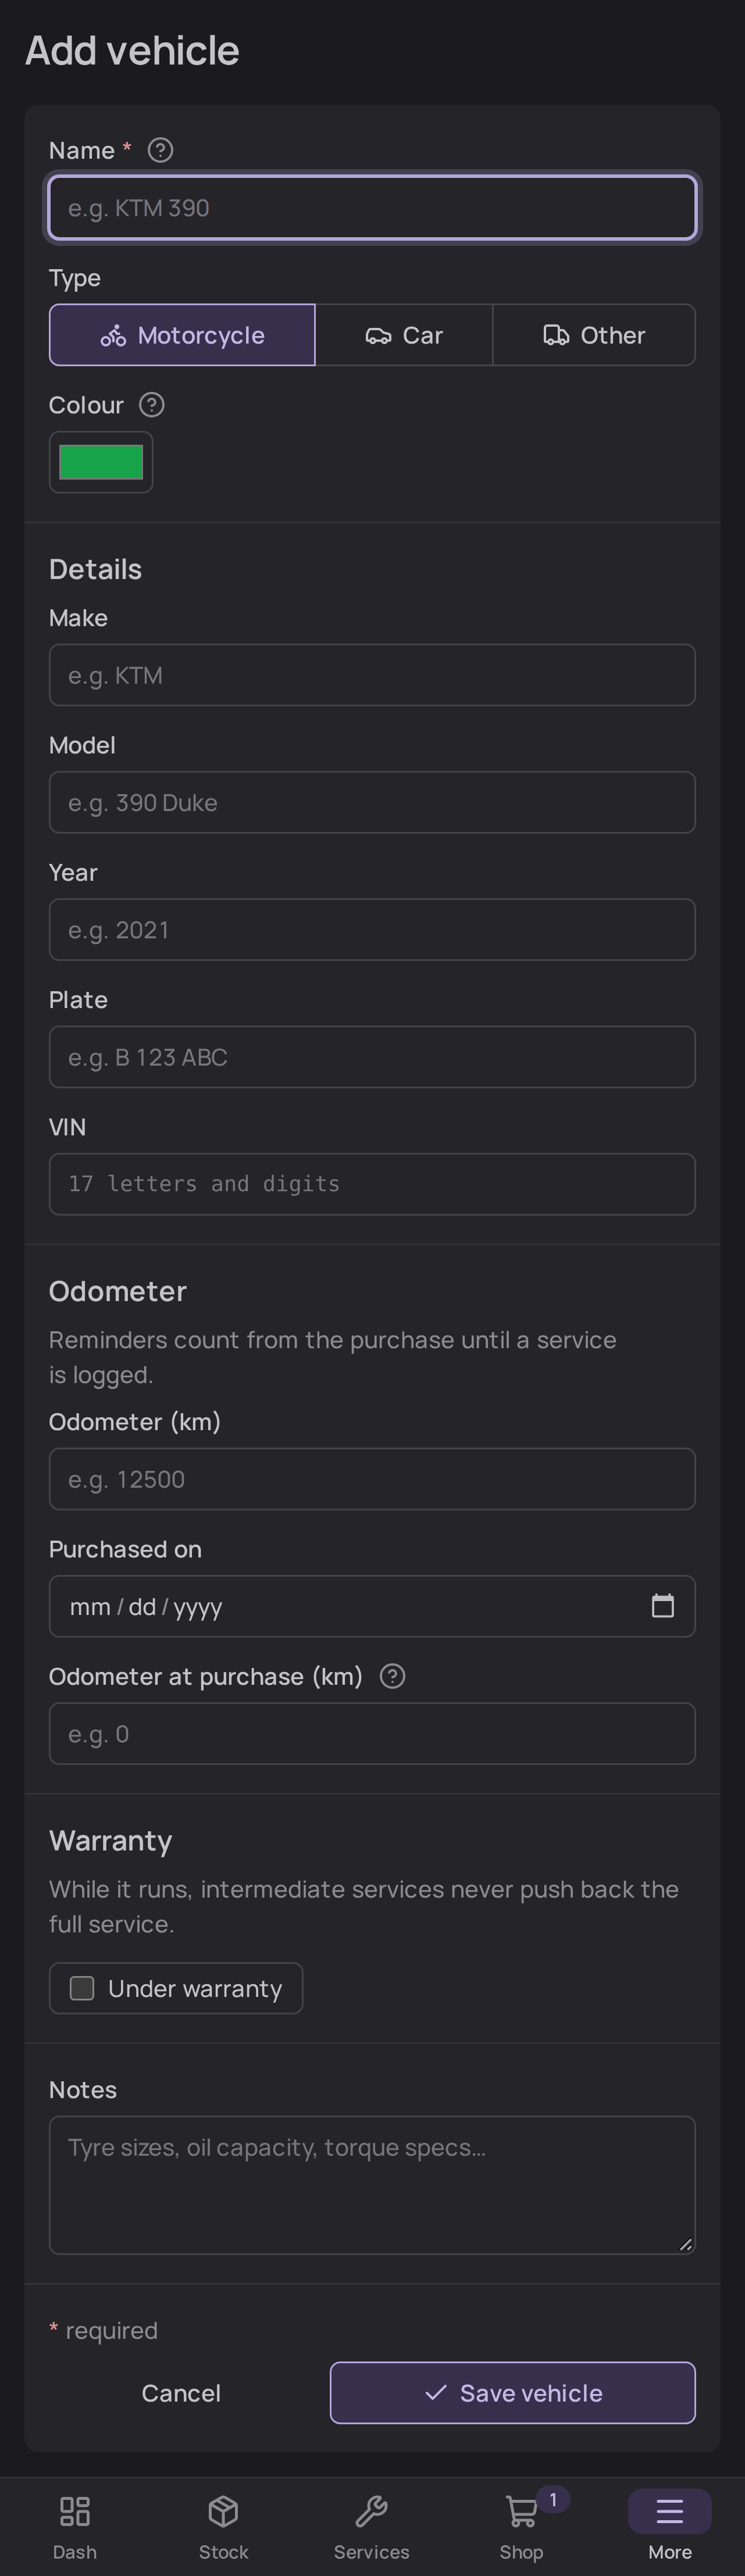 Add vehicle
Name *
e.g. KTM 390
Type
Motorcycle
Car
Other
Colour
Details
Make
e.g. KTM
Model
e.g. 390 Duke
Year
e.g. 2021
Plate
e.g. B 123 ABC
VIN
17 letters and digits
Odometer
Reminders count from the purchase until a service
is logged.
Odometer (km)
e.g. 12500
Purchased on
mm / dd / yyyy
Odometer at purchase (km)
e.g. 0
Warranty
While it runs, intermediate services never push back the
full service.
Under warranty
Notes
Tyre sizes, oil capacity, torque specs…
* required
Cancel
Save vehicle
1
Dash
Stock
Services
Shop
More